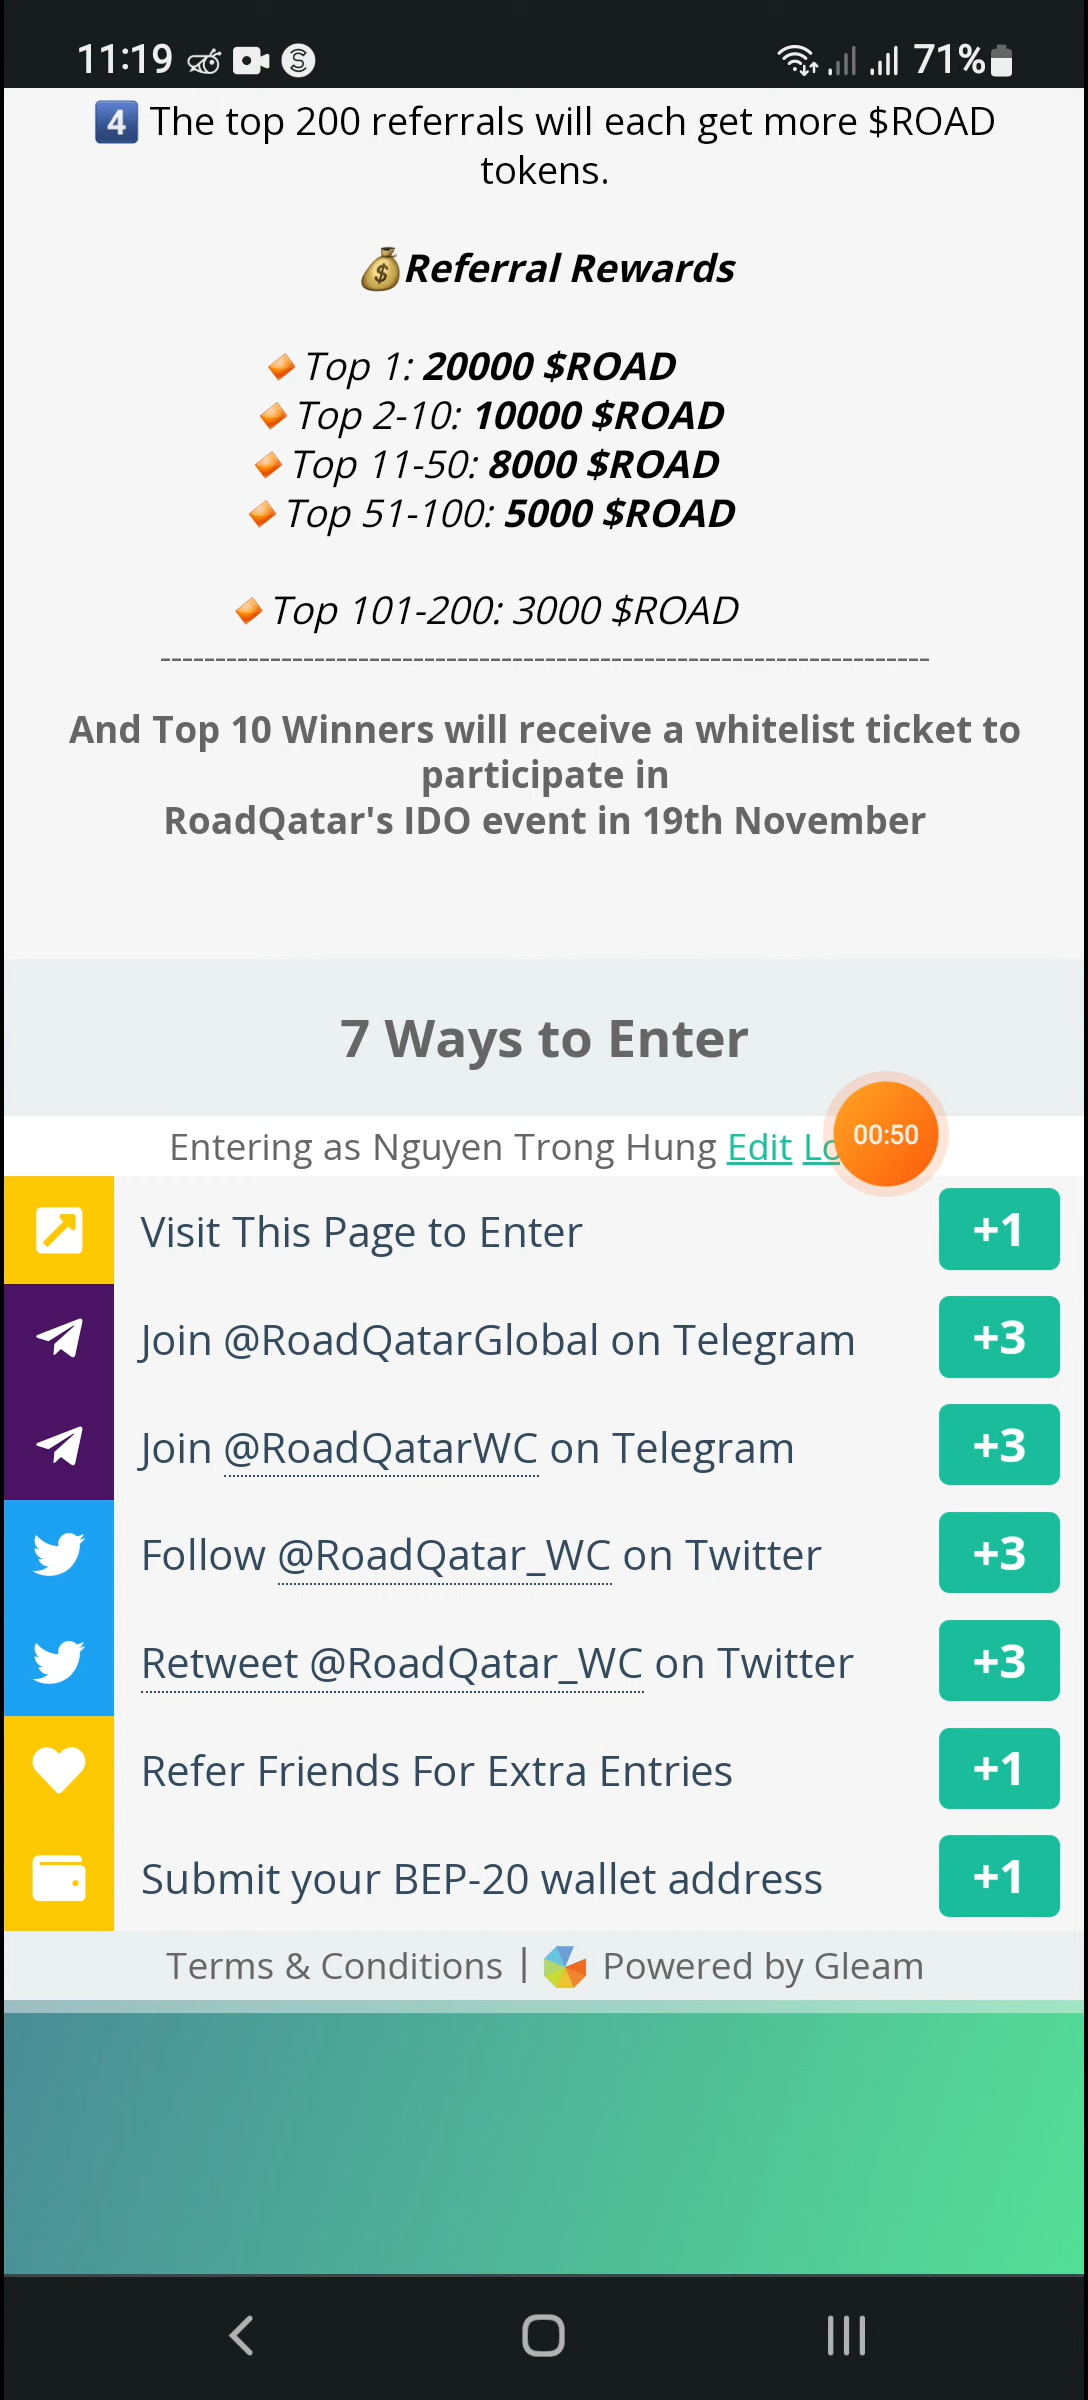 11:19
71%
4 The top 200 referrals will each get more $ROAD
tokens.
💰Referral Rewards
🔸Top 1: 20000 $ROAD
🔸Top 2-10: 10000 $ROAD
🔸Top 11-50: 8000 $ROAD
🔸Top 51-100: 5000 $ROAD
🔸Top 101-200: 3000 $ROAD
----------------------------------------------------------------------
And Top 10 Winners will receive a whitelist ticket to
participate in
RoadQatar's IDO event in 19th November
7 Ways to Enter
Entering as Nguyen Trong Hung Edit Lo
00:50
Visit This Page to Enter +1
Join @RoadQatarGlobal on Telegram +3
Join @RoadQatarWC on Telegram +3
Follow @RoadQatar_WC on Twitter +3
Retweet @RoadQatar_WC on Twitter +3
Refer Friends For Extra Entries +1
Submit your BEP-20 wallet address +1
Terms & Conditions | Powered by Gleam